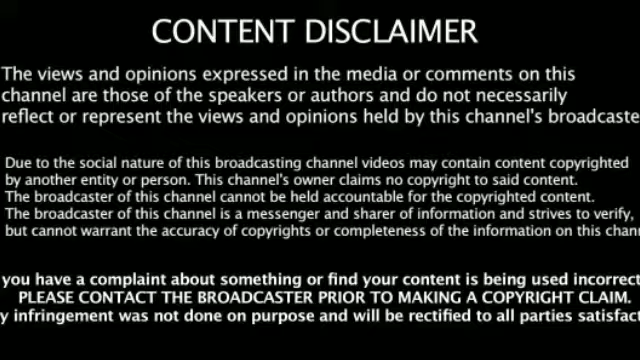 CONTENT DISCLAIMER
The views and opinions expressed in the media or comments on this
channel are those of the speakers or authors and do not necessarily
reflect or represent the views and opinions held by this channel's broadcaste
Due to the social nature of this broadcasting channel videos may contain content copyrighted
by another entity or person. This channel's owner claims no copyright to said content.
The broadcaster of this channel cannot be held accountable for the copyrighted content.
The broadcaster of this channel is a messenger and sharer of information and strives to verify,
but cannot warrant the accuracy of copyrights or completeness of the information on this chan
you have a complaint about something or find your content is being used incorrect
PLEASE CONTACT THE BROADCASTER PRIOR TO MAKING A COPYRIGHT CLAIM.
y infringement was not done on purpose and will be rectified to all parties satisfact